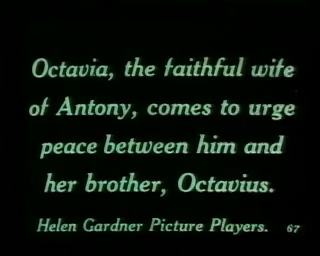 Octavia, the faithful wife
of Antony, comes to urge
peace between him and
her brother, Octavius.
Helen Gardner Picture Players. 67